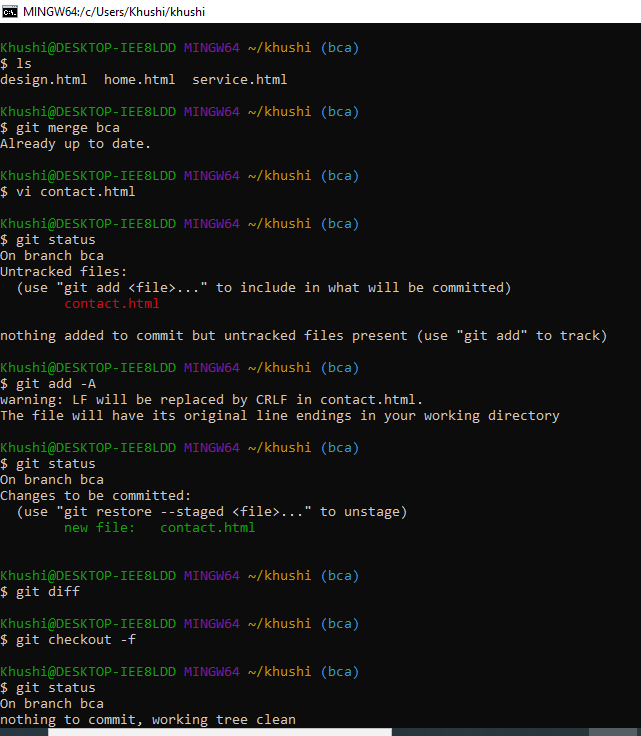 MINGW64:/c/Users/Khushi/khushi
Khushi@DESKTOP-IEE8LDD MINGW64 ~/khushi (bca)
$ ls
design.html  home.html  service.html
Khushi@DESKTOP-IEE8LDD MINGW64 ~/khushi (bca)
$ git merge bca
Already up to date.
Khushi@DESKTOP-IEE8LDD MINGW64 ~/khushi (bca)
$ vi contact.html
Khushi@DESKTOP-IEE8LDD MINGW64 ~/khushi (bca)
$ git status
On branch bca
Untracked files:
  (use "git add <file>..." to include in what will be committed)
        contact.html
nothing added to commit but untracked files present (use "git add" to track)
Khushi@DESKTOP-IEE8LDD MINGW64 ~/khushi (bca)
$ git add -A
warning: LF will be replaced by CRLF in contact.html.
The file will have its original line endings in your working directory
Khushi@DESKTOP-IEE8LDD MINGW64 ~/khushi (bca)
$ git status
On branch bca
Changes to be committed:
  (use "git restore --staged <file>..." to unstage)
        new file:   contact.html
Khushi@DESKTOP-IEE8LDD MINGW64 ~/khushi (bca)
$ git diff
Khushi@DESKTOP-IEE8LDD MINGW64 ~/khushi (bca)
$ git checkout -f
Khushi@DESKTOP-IEE8LDD MINGW64 ~/khushi (bca)
$ git status
On branch bca
nothing to commit, working tree clean